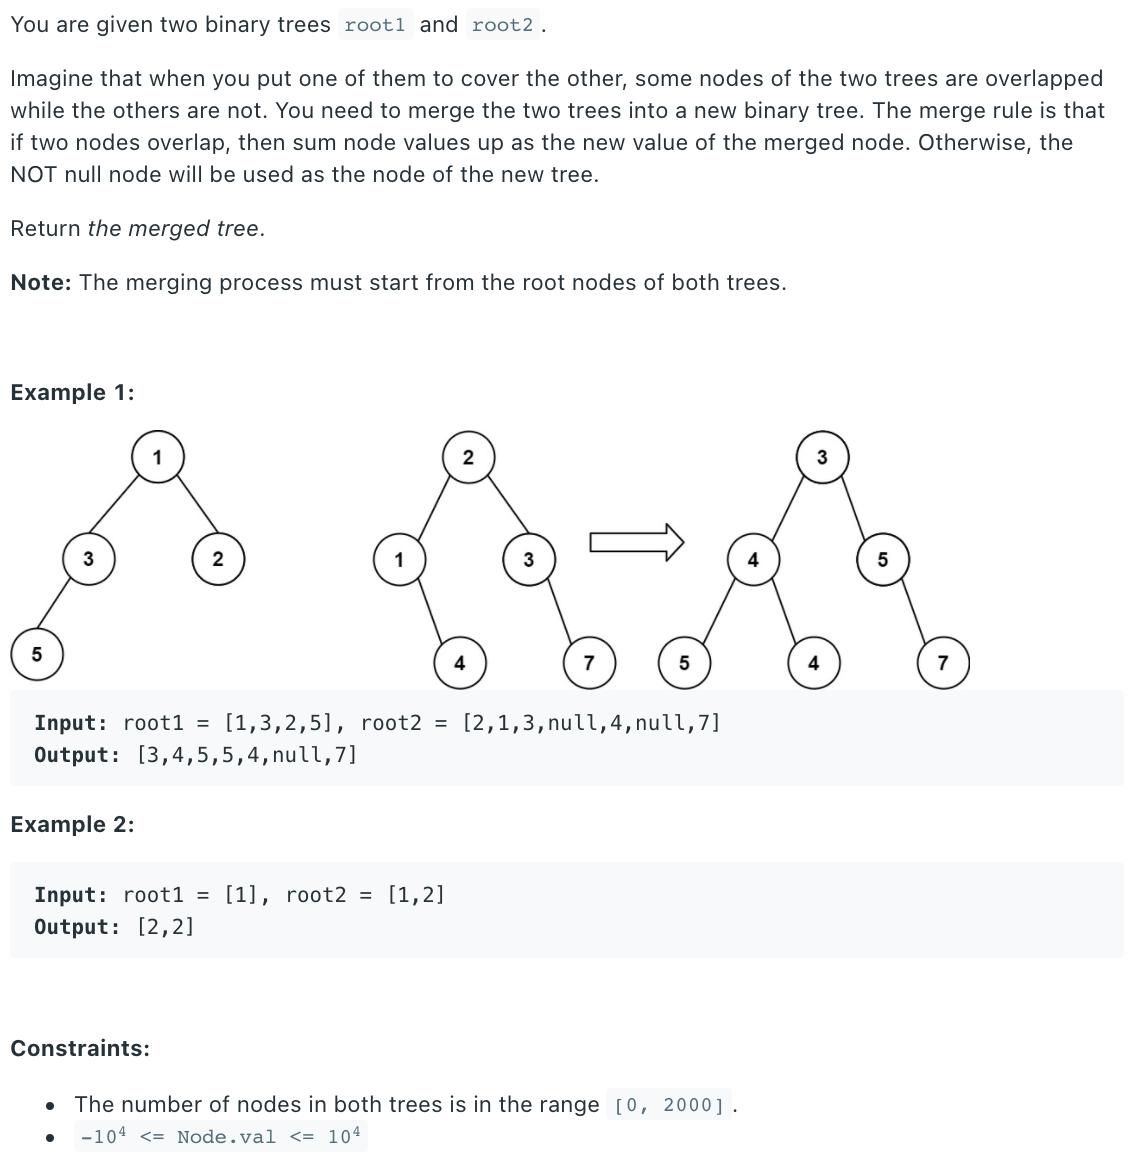 You are given two binary trees root1 and root2 .
Imagine that when you put one of them to cover the other, some nodes of the two trees are overlapped
while the others are not. You need to merge the two trees into a new binary tree. The merge rule is that
if two nodes overlap, then sum node values up as the new value of the merged node. Otherwise, the
NOT null node will be used as the node of the new tree.
Return the merged tree.
Note: The merging process must start from the root nodes of both trees.
Example 1:
1 2 3
3 2 1 3 4 5
5 4 7 5 4 7
Input: root1 = [1,3,2,5], root2 = [2,1,3,null,4,null,7]
Output: [3,4,5,5,4,null,7]
Example 2:
Input: root1 = [1], root2 = [1,2]
Output: [2,2]
Constraints:
• The number of nodes in both trees is in the range [0, 2000] .
• -10⁴ <= Node.val <= 10⁴